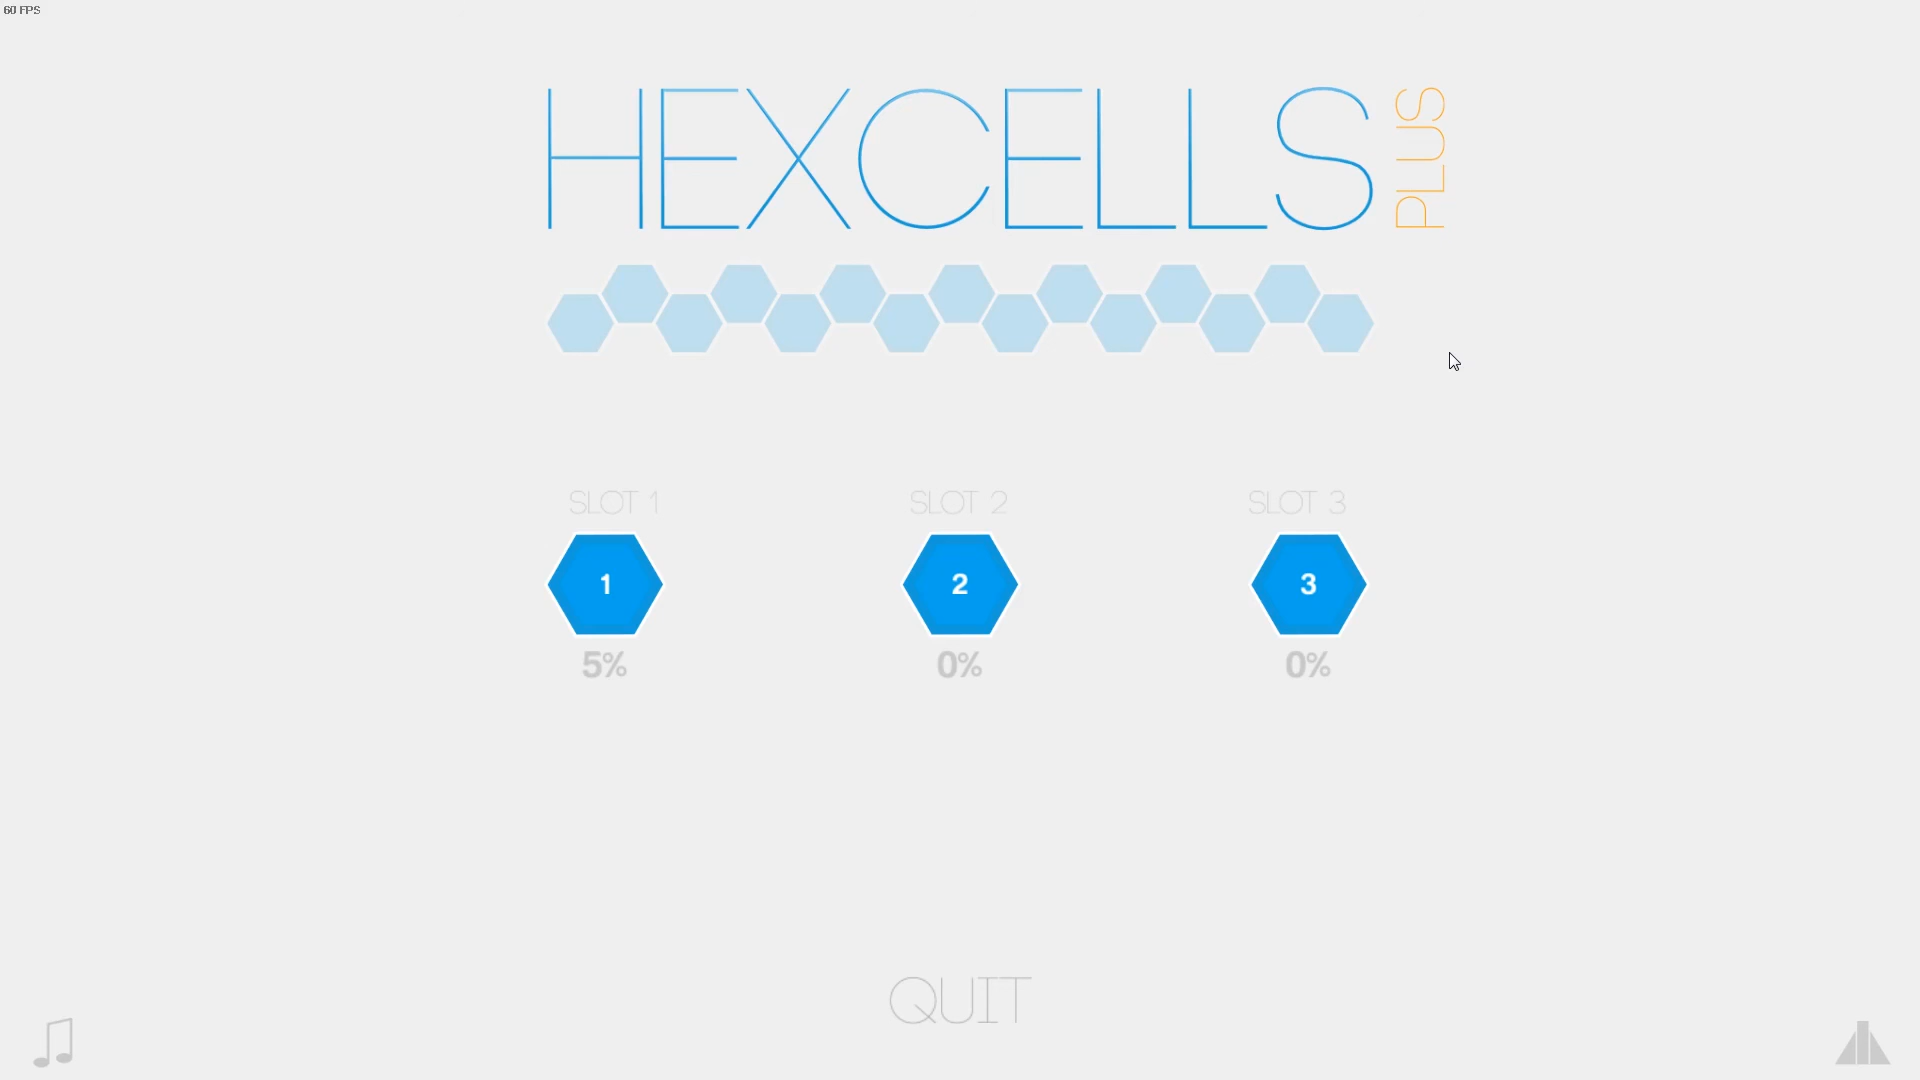 60 FPS
HEXCELLS PLUS
SLOT 1 SLOT 2 SLOT 3
1 2 3
5% 0% 0%
QUIT